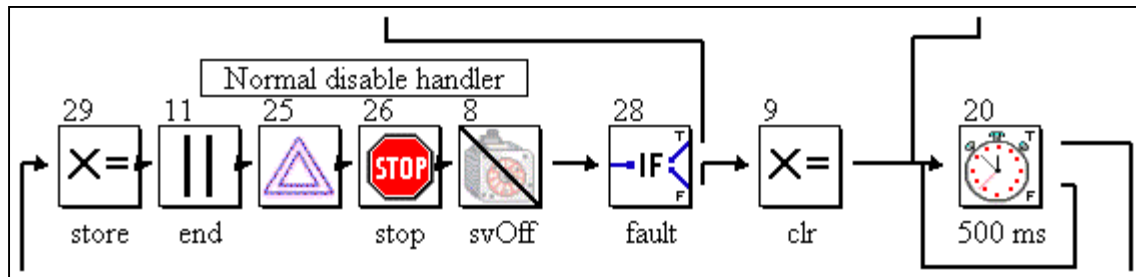 Normal disable handler
29 11 25 26 8 28 9 20
X= || STOP T IF F X= T F
store end stop svOff fault clr 500 ms